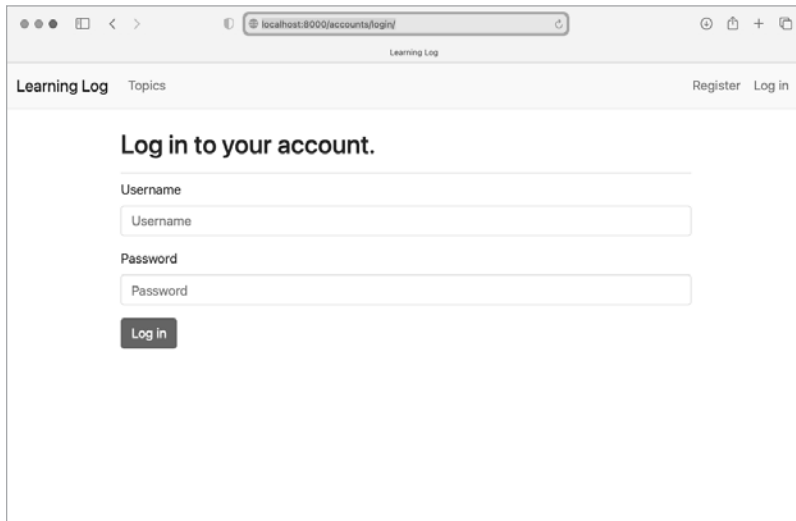 localhost:8000/accounts/login/
Learning Log
Learning Log Topics Register Log in
Log in to your account.
Username
Username
Password
Password
Log in